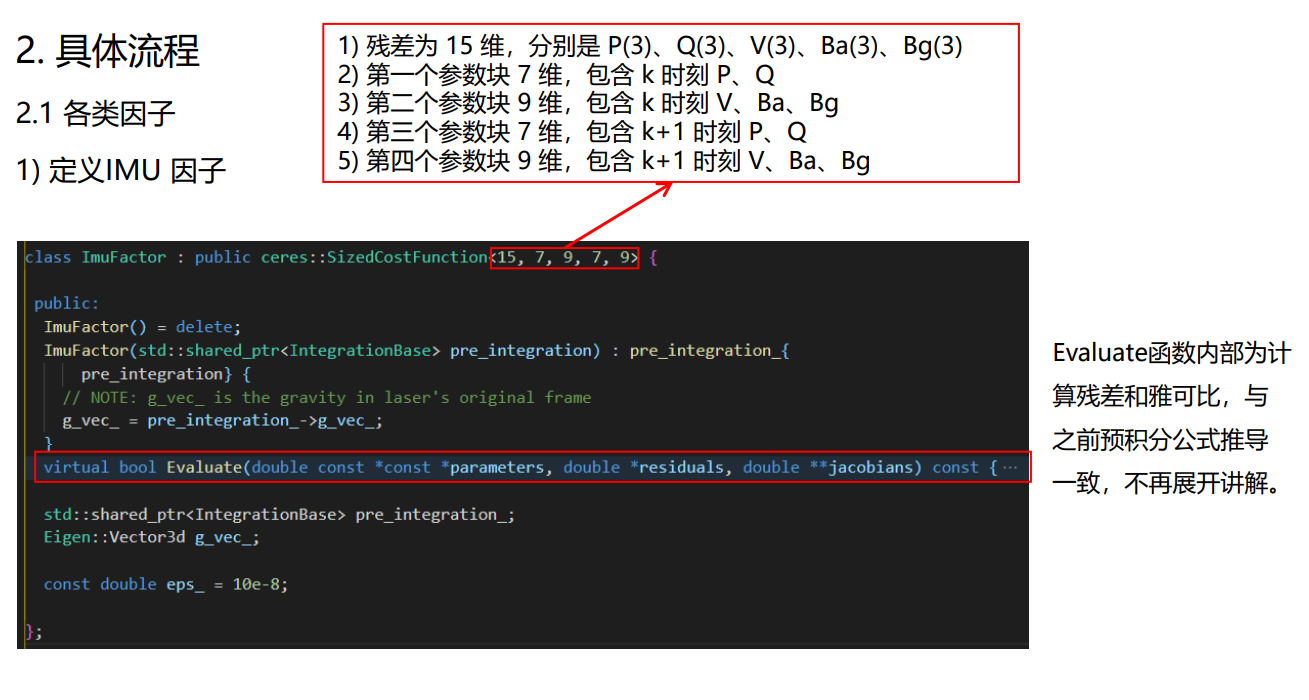 2. 具体流程
2.1 各类因子
1) 定义IMU 因子
1) 残差为 15 维，分别是 P(3)、Q(3)、V(3)、Ba(3)、Bg(3)
2) 第一个参数块 7 维，包含 k 时刻 P、Q
3) 第二个参数块 9 维，包含 k 时刻 V、Ba、Bg
4) 第三个参数块 7 维，包含 k+1 时刻 P、Q
5) 第四个参数块 9 维，包含 k+1 时刻 V、Ba、Bg
class ImuFactor : public ceres::SizedCostFunction<15, 7, 9, 7, 9> {
public:
ImuFactor() = delete;
ImuFactor(std::shared_ptr<IntegrationBase> pre_integration) : pre_integration_{
pre_integration} {
// NOTE: g_vec_ is the gravity in laser's original frame
g_vec_ = pre_integration_->g_vec_;
}
virtual bool Evaluate(double const *const *parameters, double *residuals, double **jacobians) const {···
std::shared_ptr<IntegrationBase> pre_integration_;
Eigen::Vector3d g_vec_;
const double eps_ = 10e-8;
};
Evaluate函数内部为计
算残差和雅可比，与
之前预积分公式推导
一致，不再展开讲解。